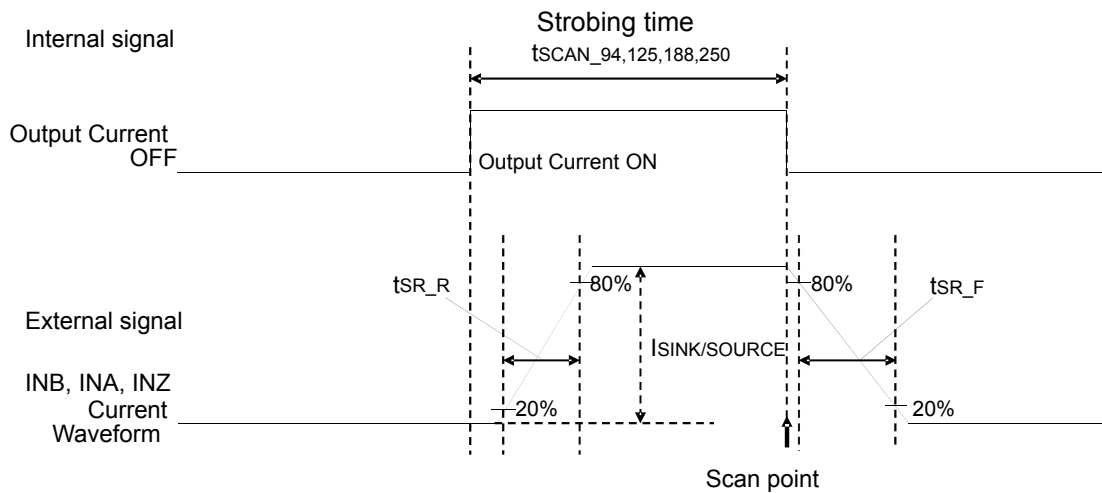 Internal signal
Strobing time
tSCAN_94,125,188,250
Output Current
OFF
Output Current ON
tSR_R
80%
80%
tSR_F
External signal
ISINK/SOURCE
INB, INA, INZ
Current
Waveform
20%
20%
Scan point